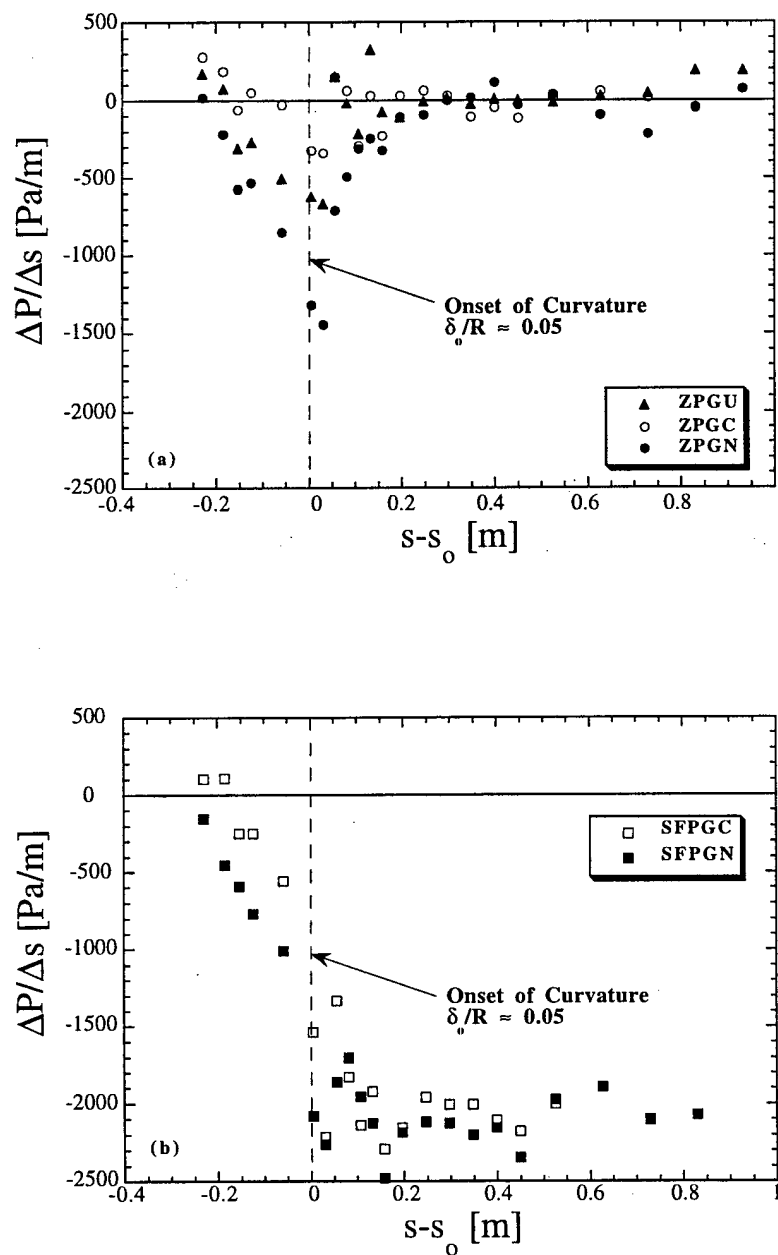 500
0
-500
-1000
-1500
-2000
-2500
ΔP/Δs [Pa/m]
Onset of Curvature
δo/R ≈ 0.05
ZPGU
ZPGC
ZPGN
(a)
-0.4 -0.2 0 0.2 0.4 0.6 0.8
s-so [m]
500
0
-500
-1000
-1500
-2000
-2500
ΔP/Δs [Pa/m]
SFPGC
SFPGN
Onset of Curvature
δo/R ≈ 0.05
(b)
-0.4 -0.2 0 0.2 0.4 0.6 0.8 1
s-so [m]